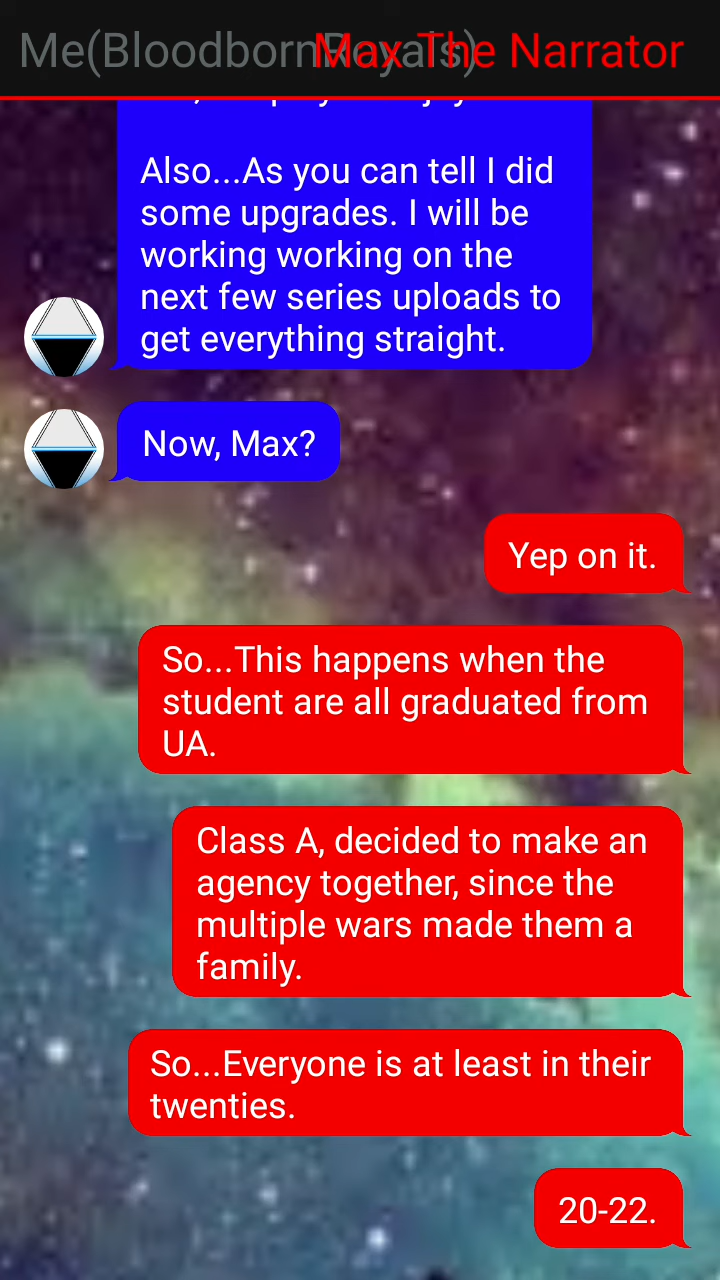 Me(BloodbornRoyals)
Max The Narrator
Also...As you can tell I did
some upgrades. I will be
working working on the
next few series uploads to
get everything straight.
Now, Max?
Yep on it.
So...This happens when the
student are all graduated from
UA.
Class A, decided to make an
agency together, since the
multiple wars made them a
family.
So...Everyone is at least in their
twenties.
20-22.